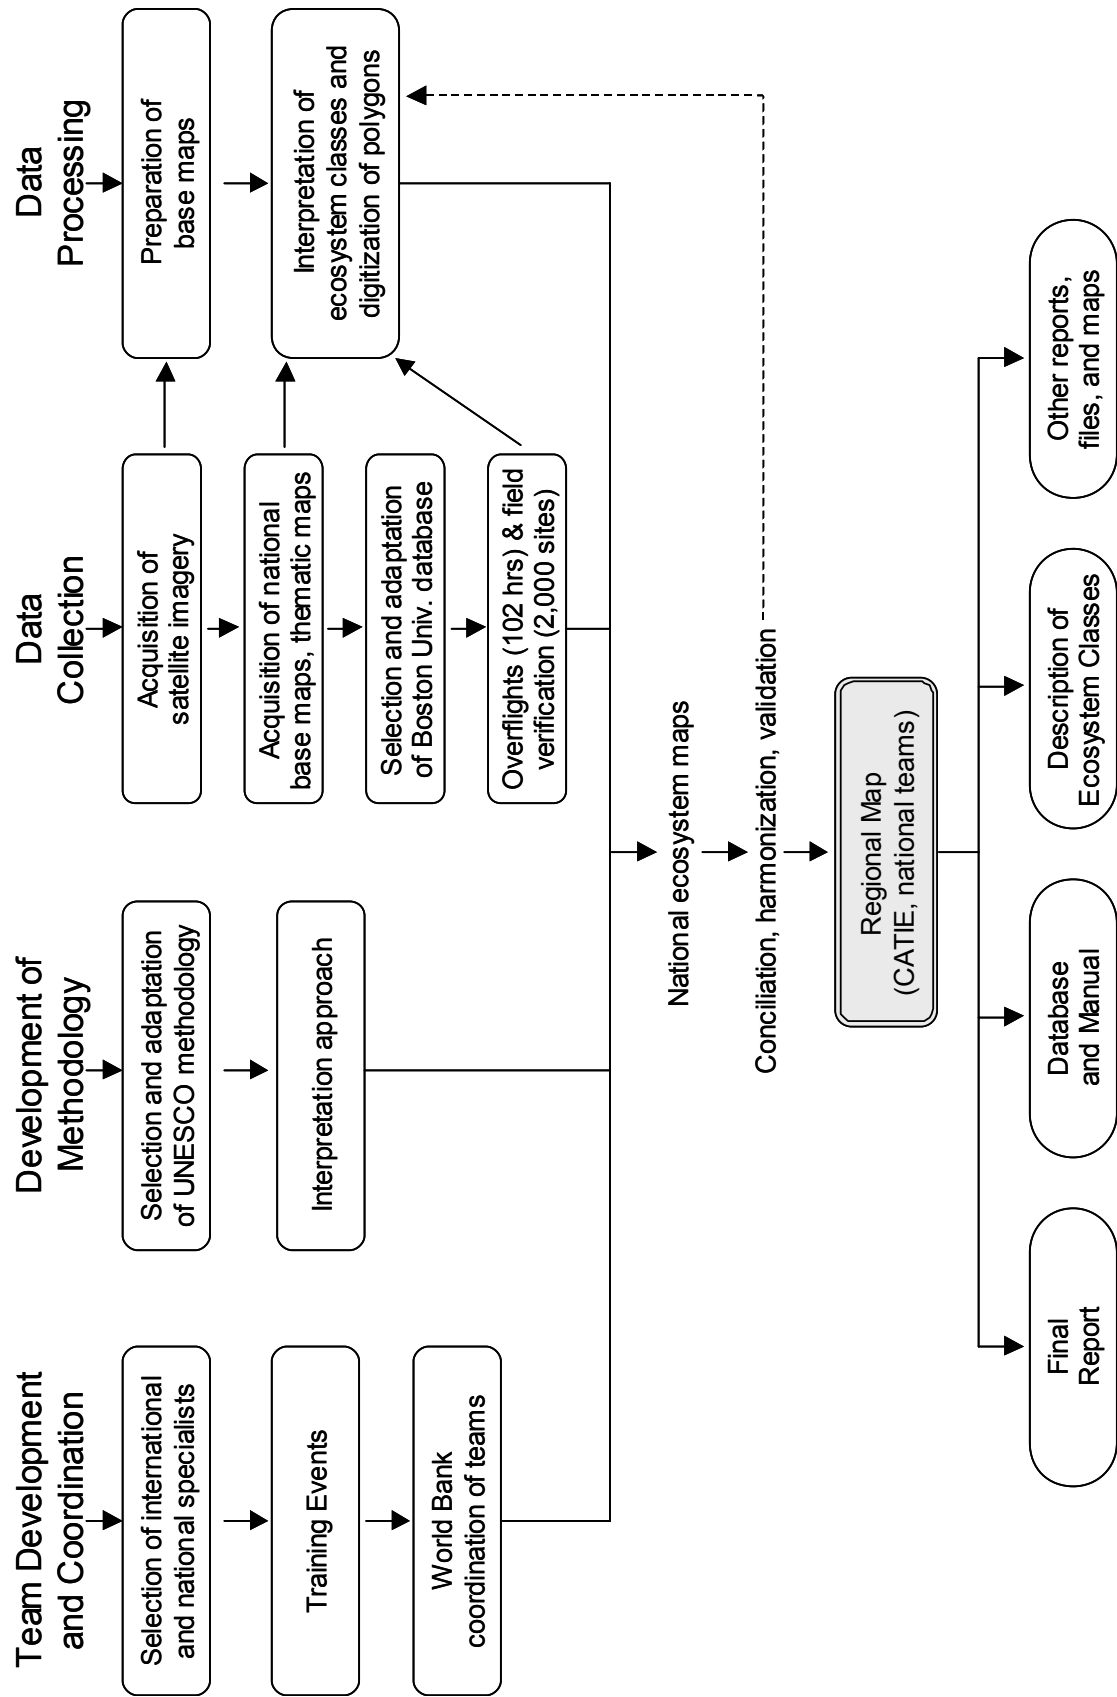 Team Development
and Coordination
Selection of international
and national specialists
Training Events
World Bank
coordination of teams
Development of
Methodology
Selection and adaptation
of UNESCO methodology
Interpretation approach
Data
Collection
Acquisition of
satellite imagery
Acquisition of national
base maps, thematic maps
Selection and adaptation
of Boston Univ. database
Overflights (102 hrs) & field
verification (2,000 sites)
Data
Processing
Preparation of
base maps
Interpretation of
ecosystem classes and
digitization of polygons
National ecosystem maps
Conciliation, harmonization, validation
Regional Map
(CATIE, national teams)
Final
Report
Database
and Manual
Description of
Ecosystem Classes
Other reports,
files, and maps